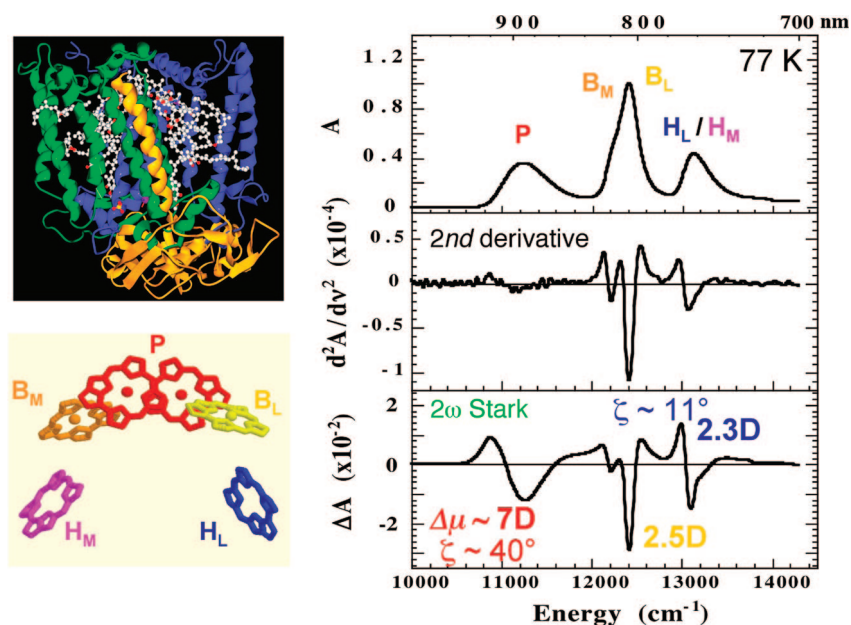 P
B_M
B_L
H_M
H_L
900
800
700 nm
1.2
0.8
0.4
0
A
77 K
P
B_M
B_L
H_L / H_M
0.5
0
-0.5
-1
d²A/dν² (x10⁻⁴)
2nd derivative
2
0
-2
ΔA (x10⁻²)
2ω Stark
ζ ~ 11°
2.3D
Δμ ~ 7D
ζ ~ 40°
2.5D
10000
11000
12000
13000
14000
Energy (cm⁻¹)